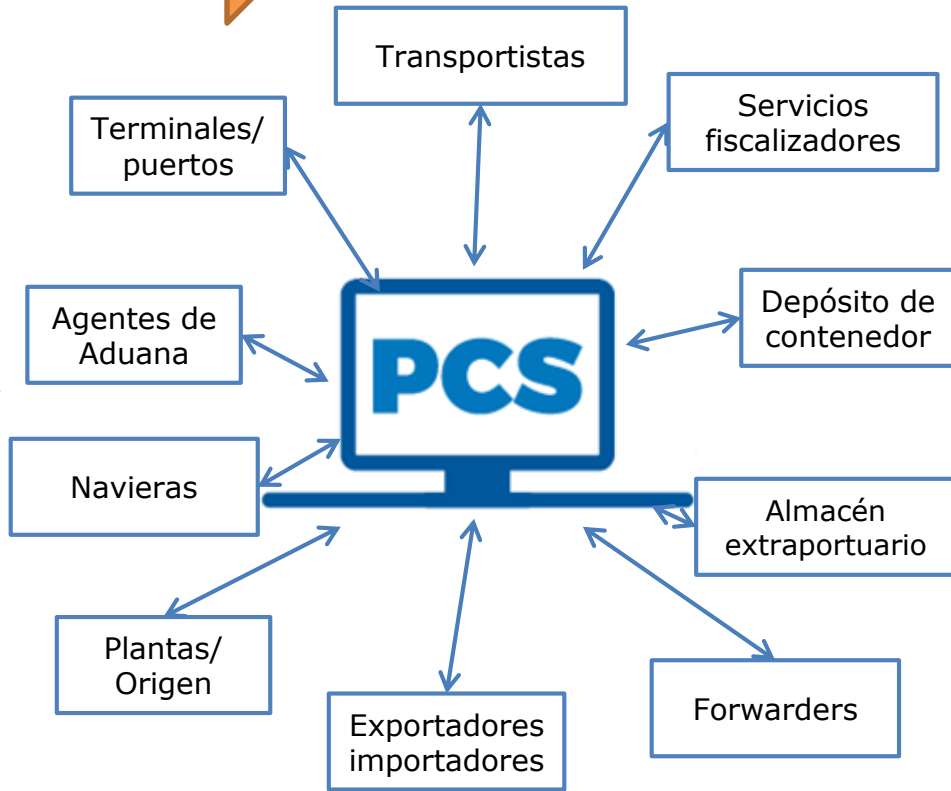 Transportistas
Terminales/
puertos
Servicios
fiscalizadores
Agentes de
Aduana
PCS
Depósito de
contenedor
Navieras
Almacén
extraportuario
Plantas/
Origen
Exportadores
importadores
Forwarders